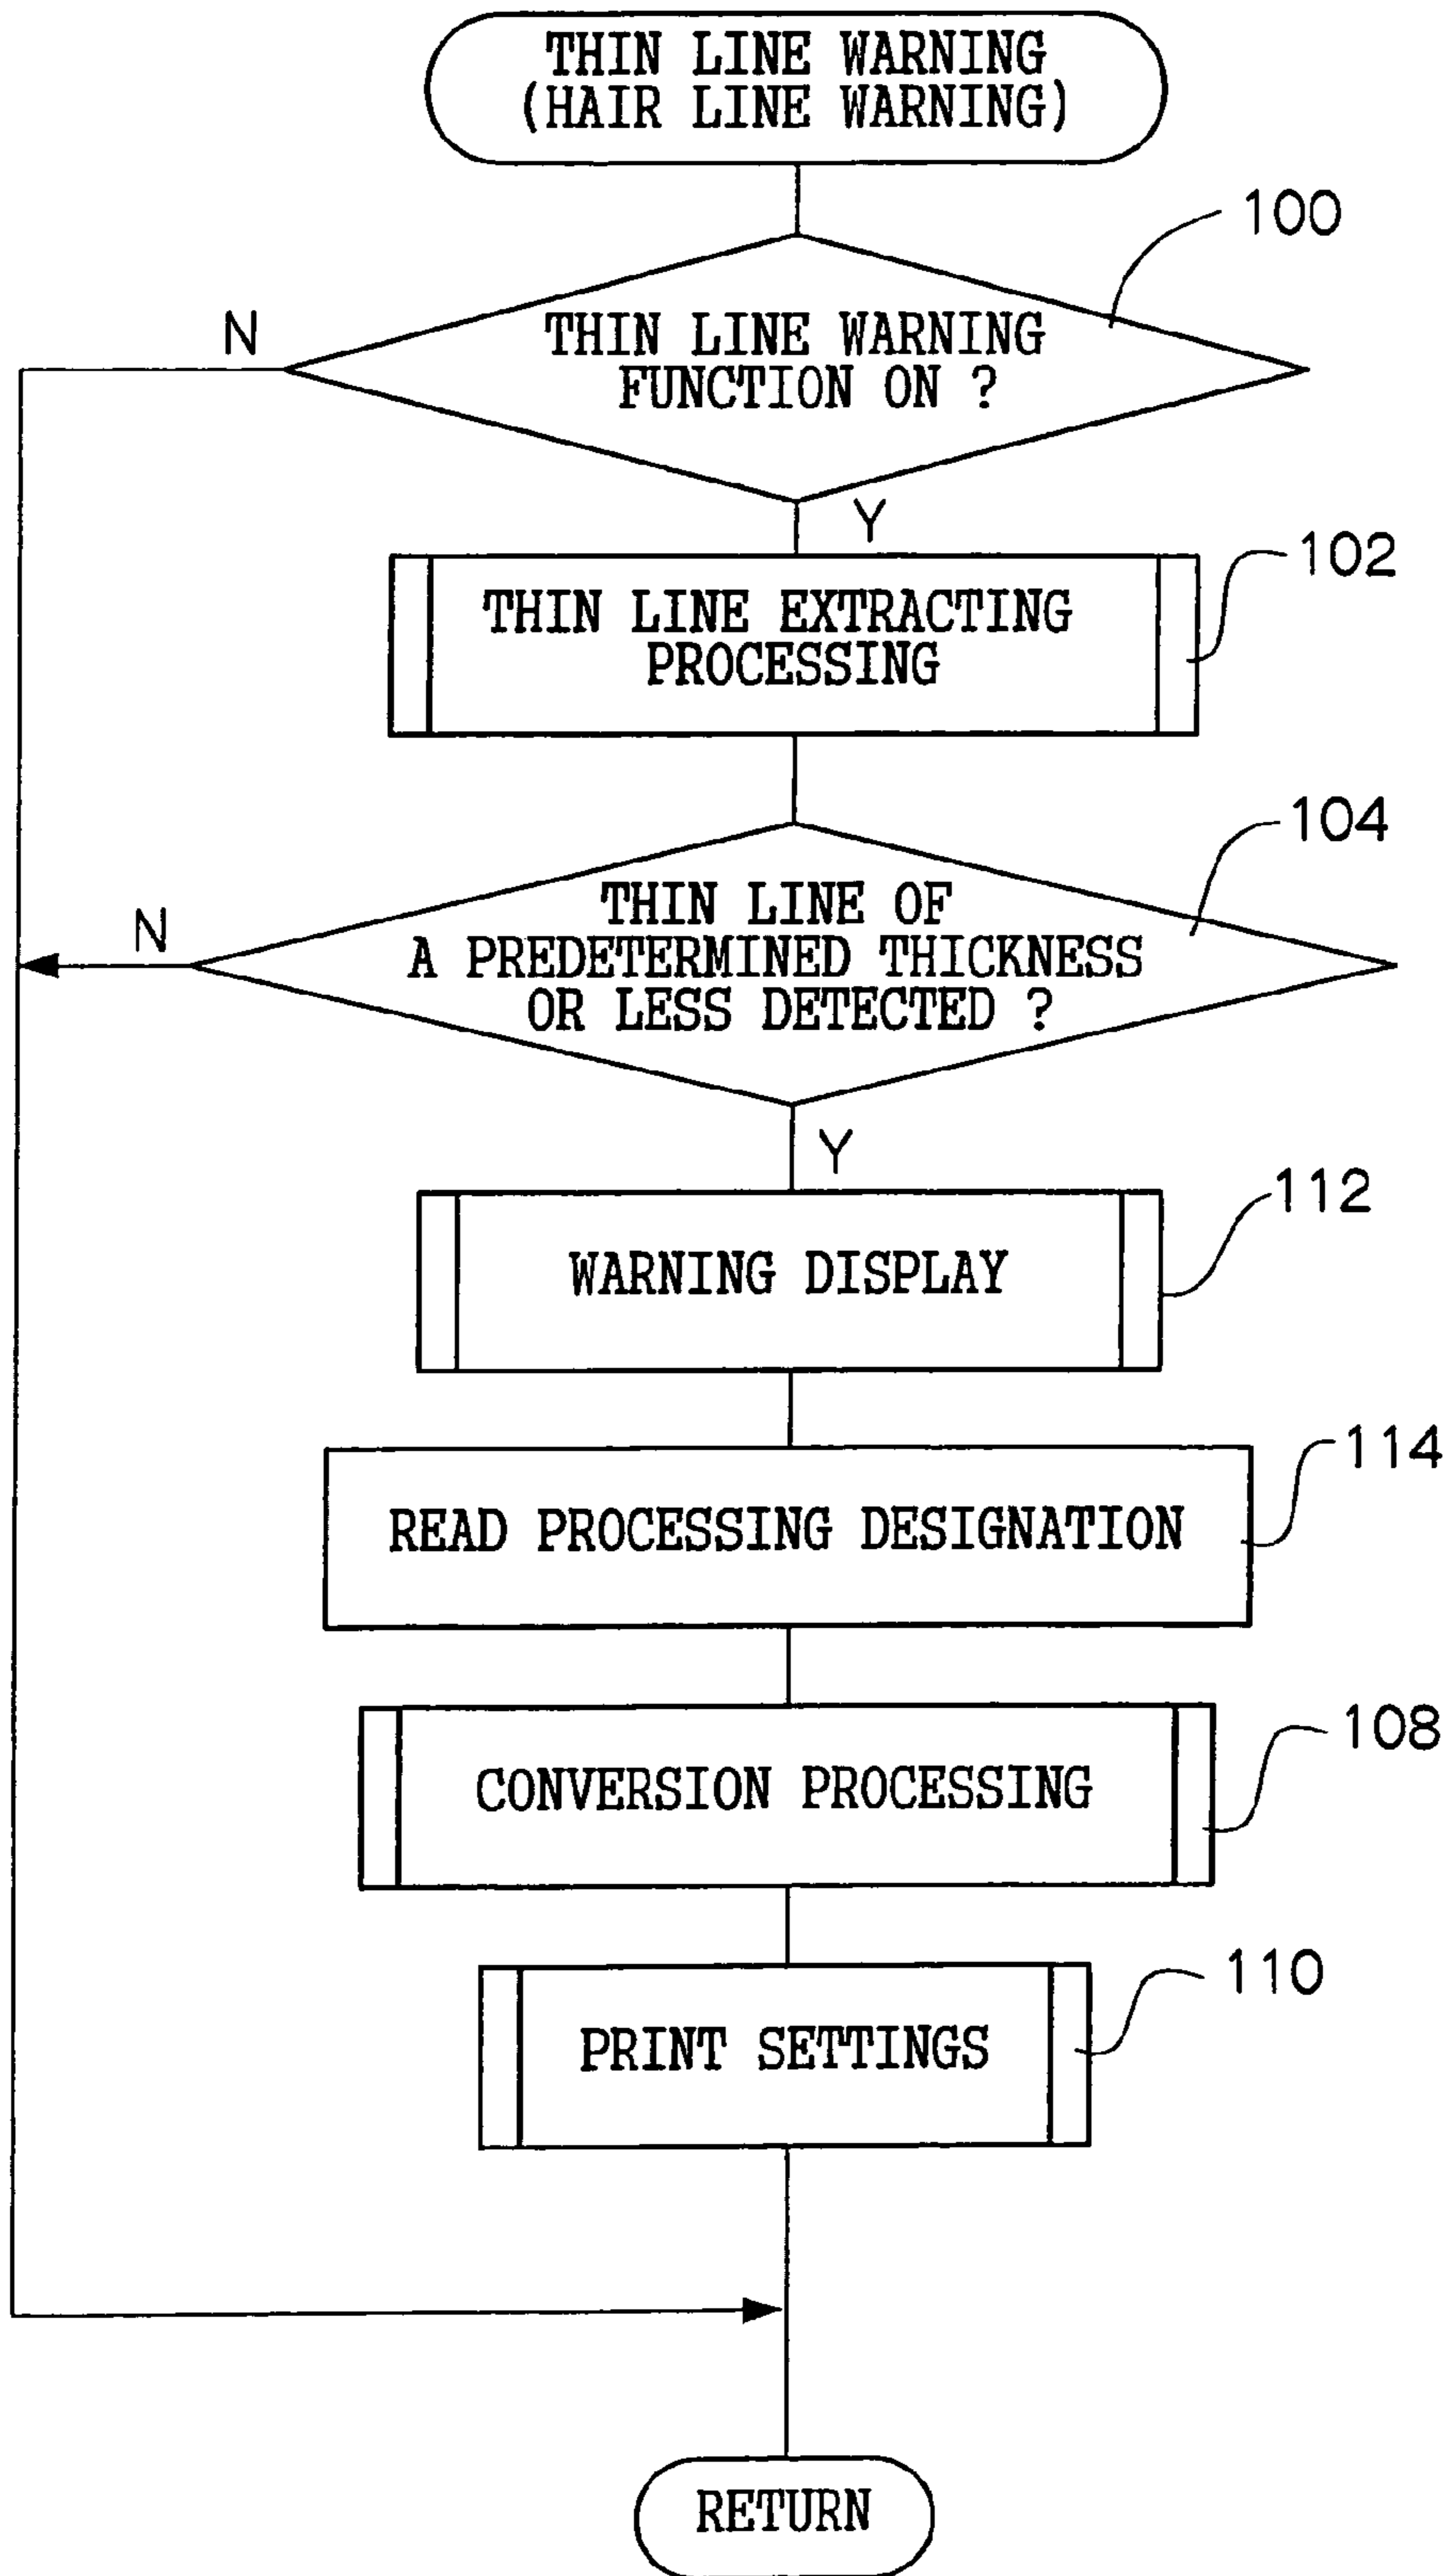 THIN LINE WARNING
(HAIR LINE WARNING)
100
N
THIN LINE WARNING
FUNCTION ON ?
Y
102
THIN LINE EXTRACTING
PROCESSING
104
N
THIN LINE OF
A PREDETERMINED THICKNESS
OR LESS DETECTED ?
Y
112
WARNING DISPLAY
114
READ PROCESSING DESIGNATION
108
CONVERSION PROCESSING
110
PRINT SETTINGS
RETURN